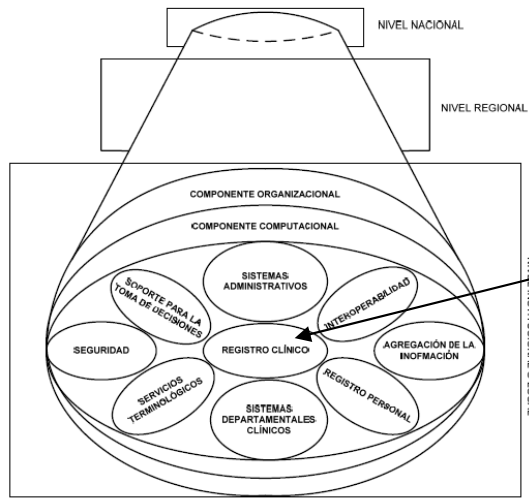 NIVEL NACIONAL
NIVEL REGIONAL
COMPONENTE ORGANIZACIONAL
COMPONENTE COMPUTACIONAL
SISTEMAS
ADMINISTRATIVOS
SOPORTE PARA LA
TOMA DE DECISIONES
INTEROPERABILIDAD
SEGURIDAD
REGISTRO CLÍNICO
AGREGACIÓN DE LA
INOFMACIÓN
SERVICIOS
TERMINOLÓGICOS
REGISTRO PERSONAL
SISTEMAS
DEPARTAMENTALES
CLÍNICOS